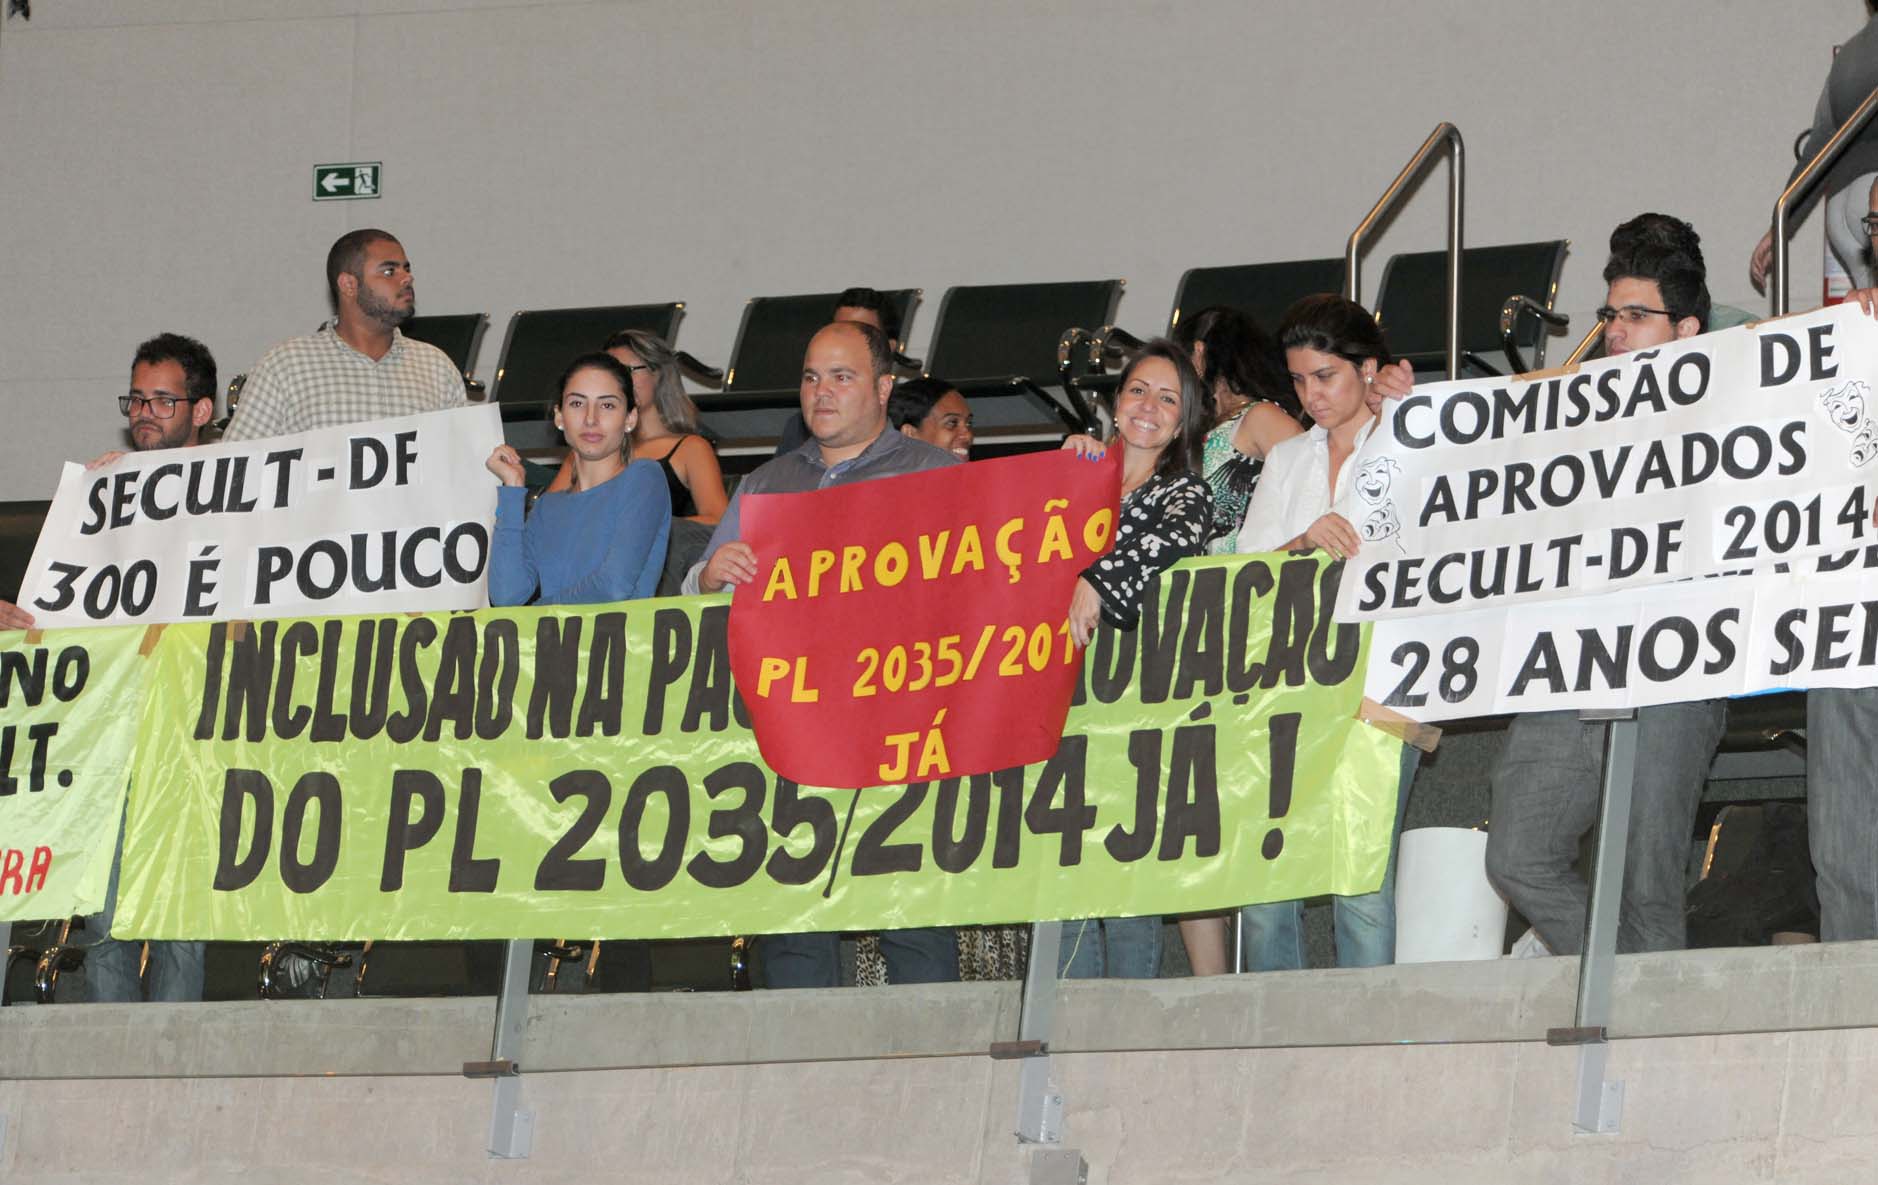 SECULT-DF
300 É POUCO
NO
LT.
RA
INCLUSÃO NA PA OVAÇÃO
DO PL 2035/2014 JÁ!
APROVAÇÃO
PL 2035/201
JÁ
COMISSÃO DE
APROVADOS
SECULT-DF 2014
28 ANOS SE